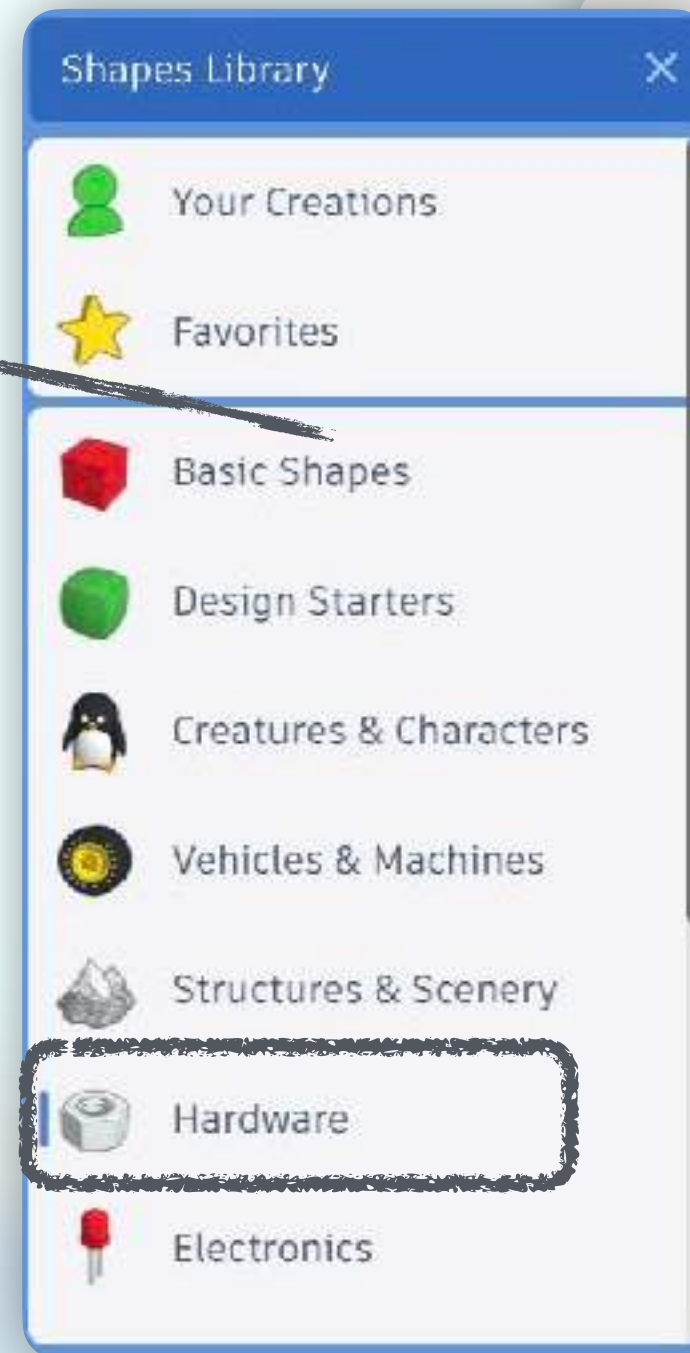 Shapes Library
Your Creations
Favorites
Basic Shapes
Design Starters
Creatures & Characters
Vehicles & Machines
Structures & Scenery
Hardware
Electronics